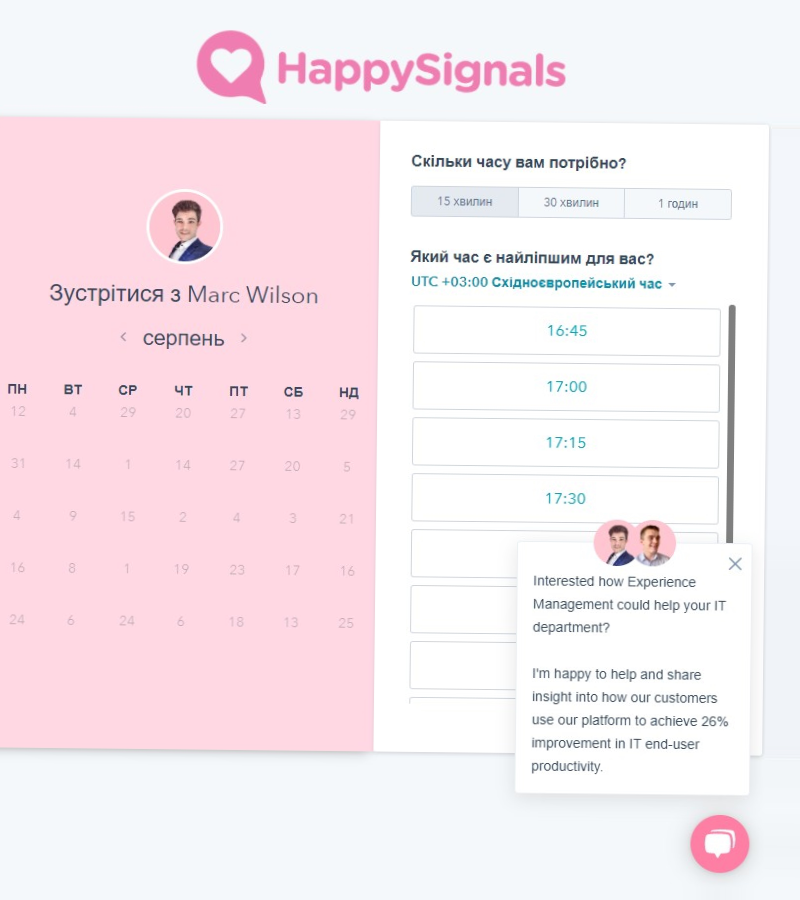 HappySignals
Зустрітися з Marc Wilson
серпень
ПН ВТ СР ЧТ ПТ СБ НД
12 4 29 20 27 13 29
31 14 1 14 27 20 5
4 9 15 2 4 3 21
16 8 1 19 23 17 16
24 6 24 6 18 13 25
Скільки часу вам потрібно?
15 хвилин 30 хвилин 1 годин
Який час є найліпшим для вас?
UTC +03:00 Східноєвропейський час
16:45
17:00
17:15
17:30
Interested how Experience
Management could help your IT
department?
I'm happy to help and share
insight into how our customers
use our platform to achieve 26%
improvement in IT end-user
productivity.